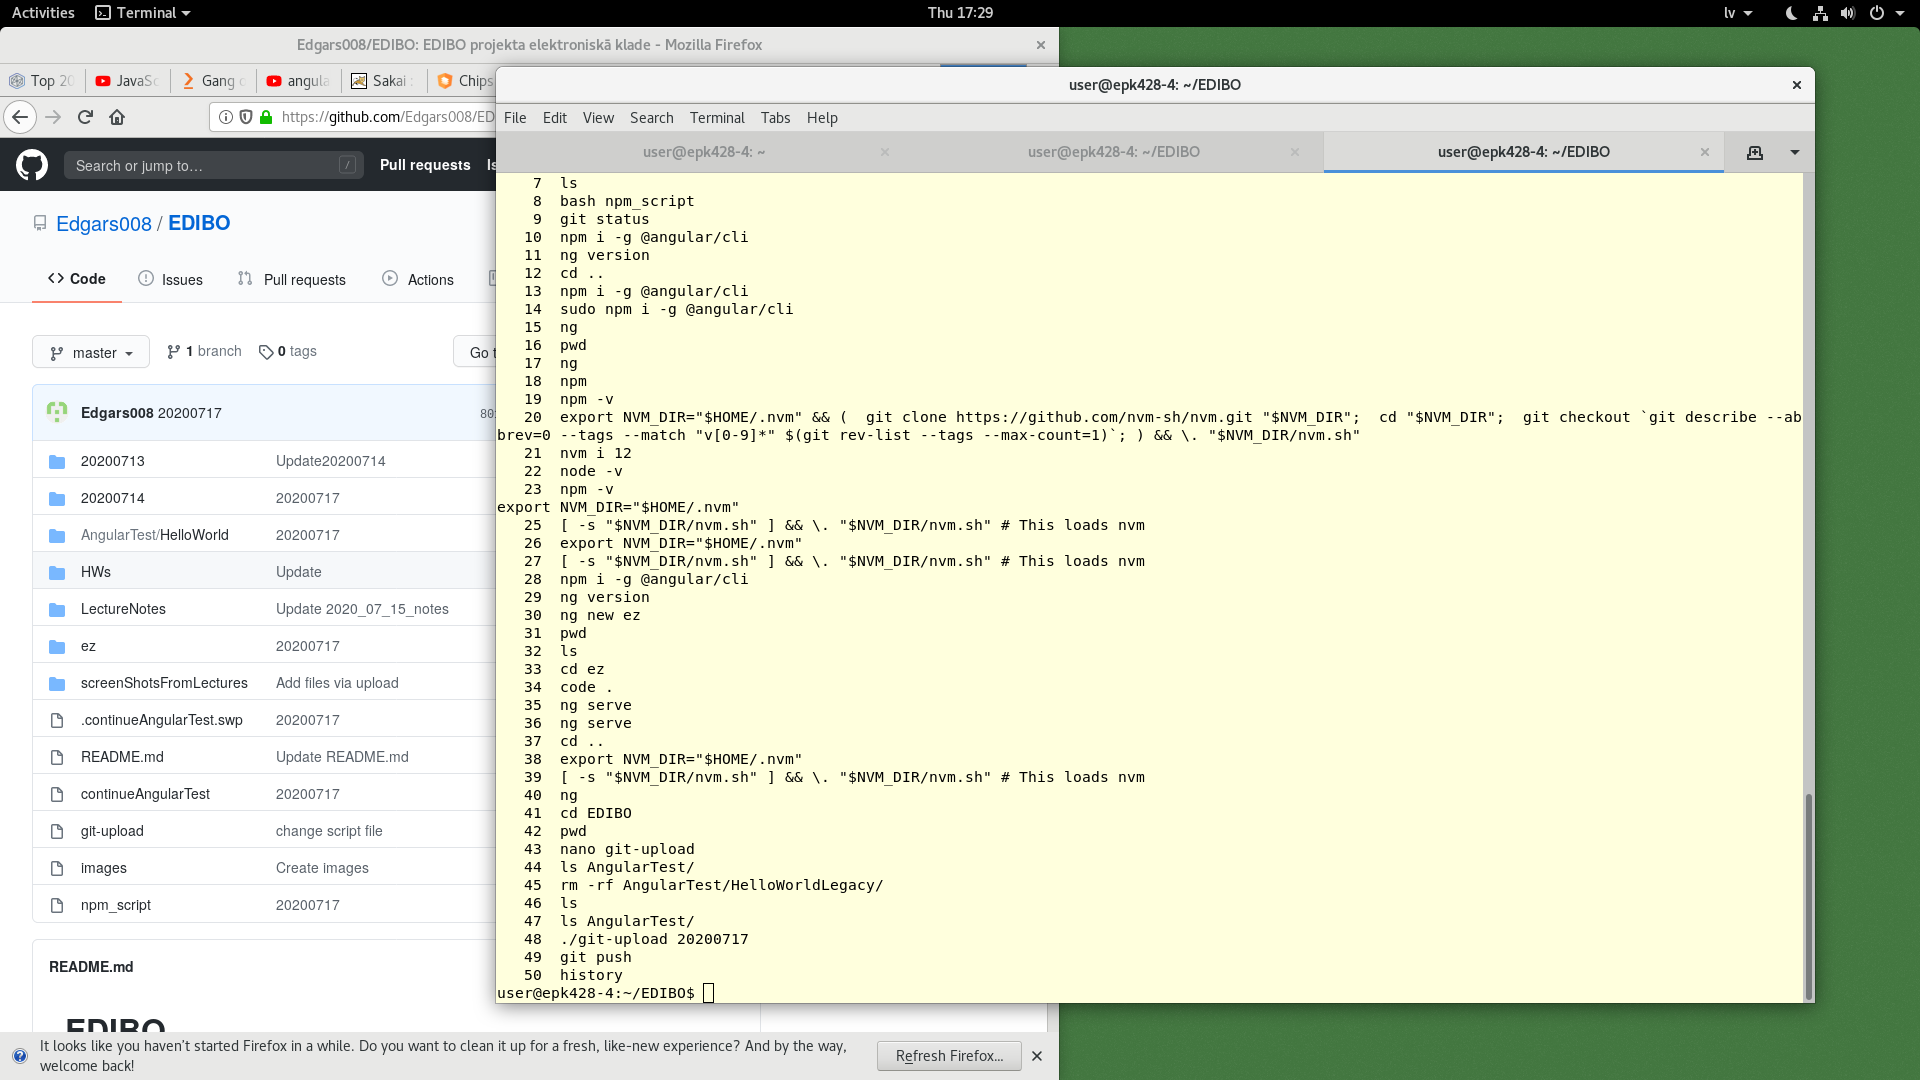 Activities Terminal Thu 17:29 lv
Edgars008/EDIBO: EDIBO projekta elektroniskā klade - Mozilla Firefox
Top 20 JavaSc Gang angula Sakai Chips
https://github.com/Edgars008/ED
Search or jump to… / Pull requests Is
Edgars008 / EDIBO
Code Issues Pull requests Actions
master 1 branch 0 tags Go t
Edgars008 20200717
20200713 Update20200714
20200714 20200717
AngularTest/HelloWorld 20200717
HWs Update
LectureNotes Update 2020_07_15_notes
ez 20200717
screenShotsFromLectures Add files via upload
.continueAngularTest.swp 20200717
README.md Update README.md
continueAngularTest 20200717
git-upload change script file
images Create images
npm_script 20200717
README.md
EDIBO
It looks like you haven't started Firefox in a while. Do you want to clean it up for a fresh, like-new experience? And by the way,
welcome back!
Refresh Firefox...
user@epk428-4: ~/EDIBO
File Edit View Search Terminal Tabs Help
user@epk428-4: ~ user@epk428-4: ~/EDIBO user@epk428-4: ~/EDIBO
7 ls
8 bash npm_script
9 git status
10 npm i -g @angular/cli
11 ng version
12 cd ..
13 npm i -g @angular/cli
14 sudo npm i -g @angular/cli
15 ng
16 pwd
17 ng
18 npm
19 npm -v
20 export NVM_DIR="$HOME/.nvm" && (  git clone https://github.com/nvm-sh/nvm.git "$NVM_DIR";  cd "$NVM_DIR";  git checkout `git describe --ab
brev=0 --tags --match "v[0-9]*" $(git rev-list --tags --max-count=1)`; ) && \. "$NVM_DIR/nvm.sh"
21 nvm i 12
22 node -v
23 npm -v
export NVM_DIR="$HOME/.nvm"
25 [ -s "$NVM_DIR/nvm.sh" ] && \. "$NVM_DIR/nvm.sh" # This loads nvm
26 export NVM_DIR="$HOME/.nvm"
27 [ -s "$NVM_DIR/nvm.sh" ] && \. "$NVM_DIR/nvm.sh" # This loads nvm
28 npm i -g @angular/cli
29 ng version
30 ng new ez
31 pwd
32 ls
33 cd ez
34 code .
35 ng serve
36 ng serve
37 cd ..
38 export NVM_DIR="$HOME/.nvm"
39 [ -s "$NVM_DIR/nvm.sh" ] && \. "$NVM_DIR/nvm.sh" # This loads nvm
40 ng
41 cd EDIBO
42 pwd
43 nano git-upload
44 ls AngularTest/
45 rm -rf AngularTest/HelloWorldLegacy/
46 ls
47 ls AngularTest/
48 ./git-upload 20200717
49 git push
50 history
user@epk428-4:~/EDIBO$